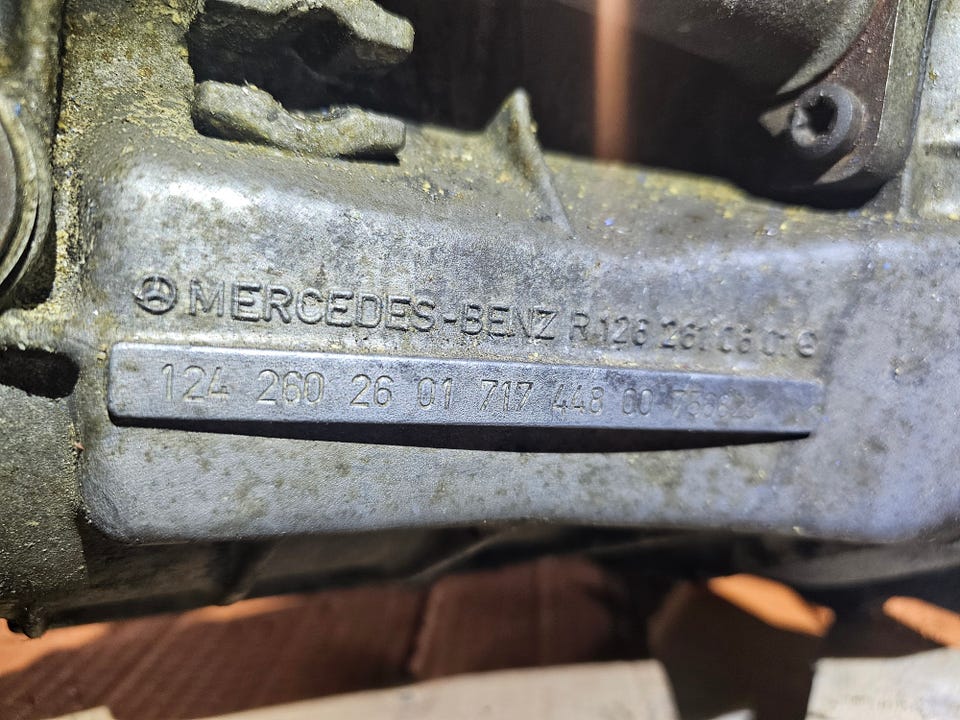 MERCEDES-BENZ R 126 261 06 01
124 260 26 01 717 448 00